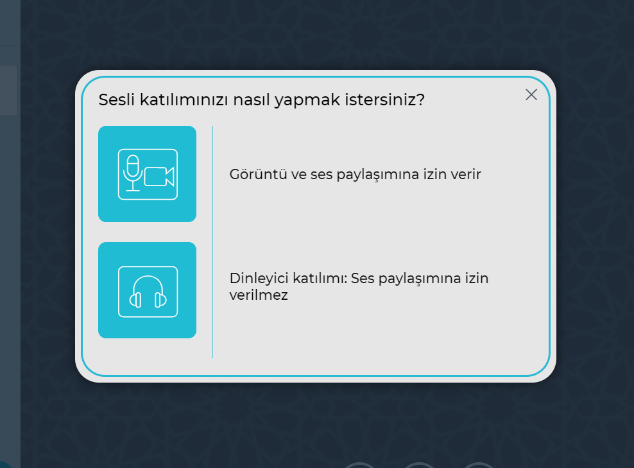 Sesli katılımınızı nasıl yapmak istersiniz?
Görüntü ve ses paylaşımına izin verir
Dinleyici katılımı: Ses paylaşımına izin
verilmez